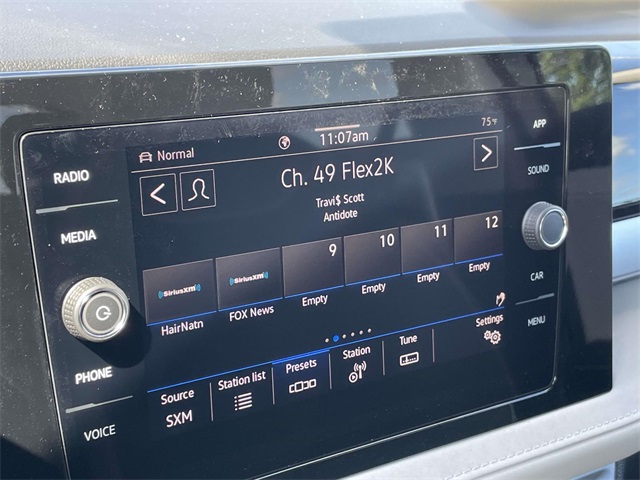 RADIO
MEDIA
PHONE
VOICE
Normal
11:07am
75°F
Ch. 49 Flex2K
Travi$ Scott
Antidote
SiriusXM
SiriusXM
9
10
11
12
HairNatn
FOX News
Empty
Empty
Empty
Empty
Source
SXM
Station list
Presets
Station
Tune
Settings
APP
SOUND
CAR
MENU